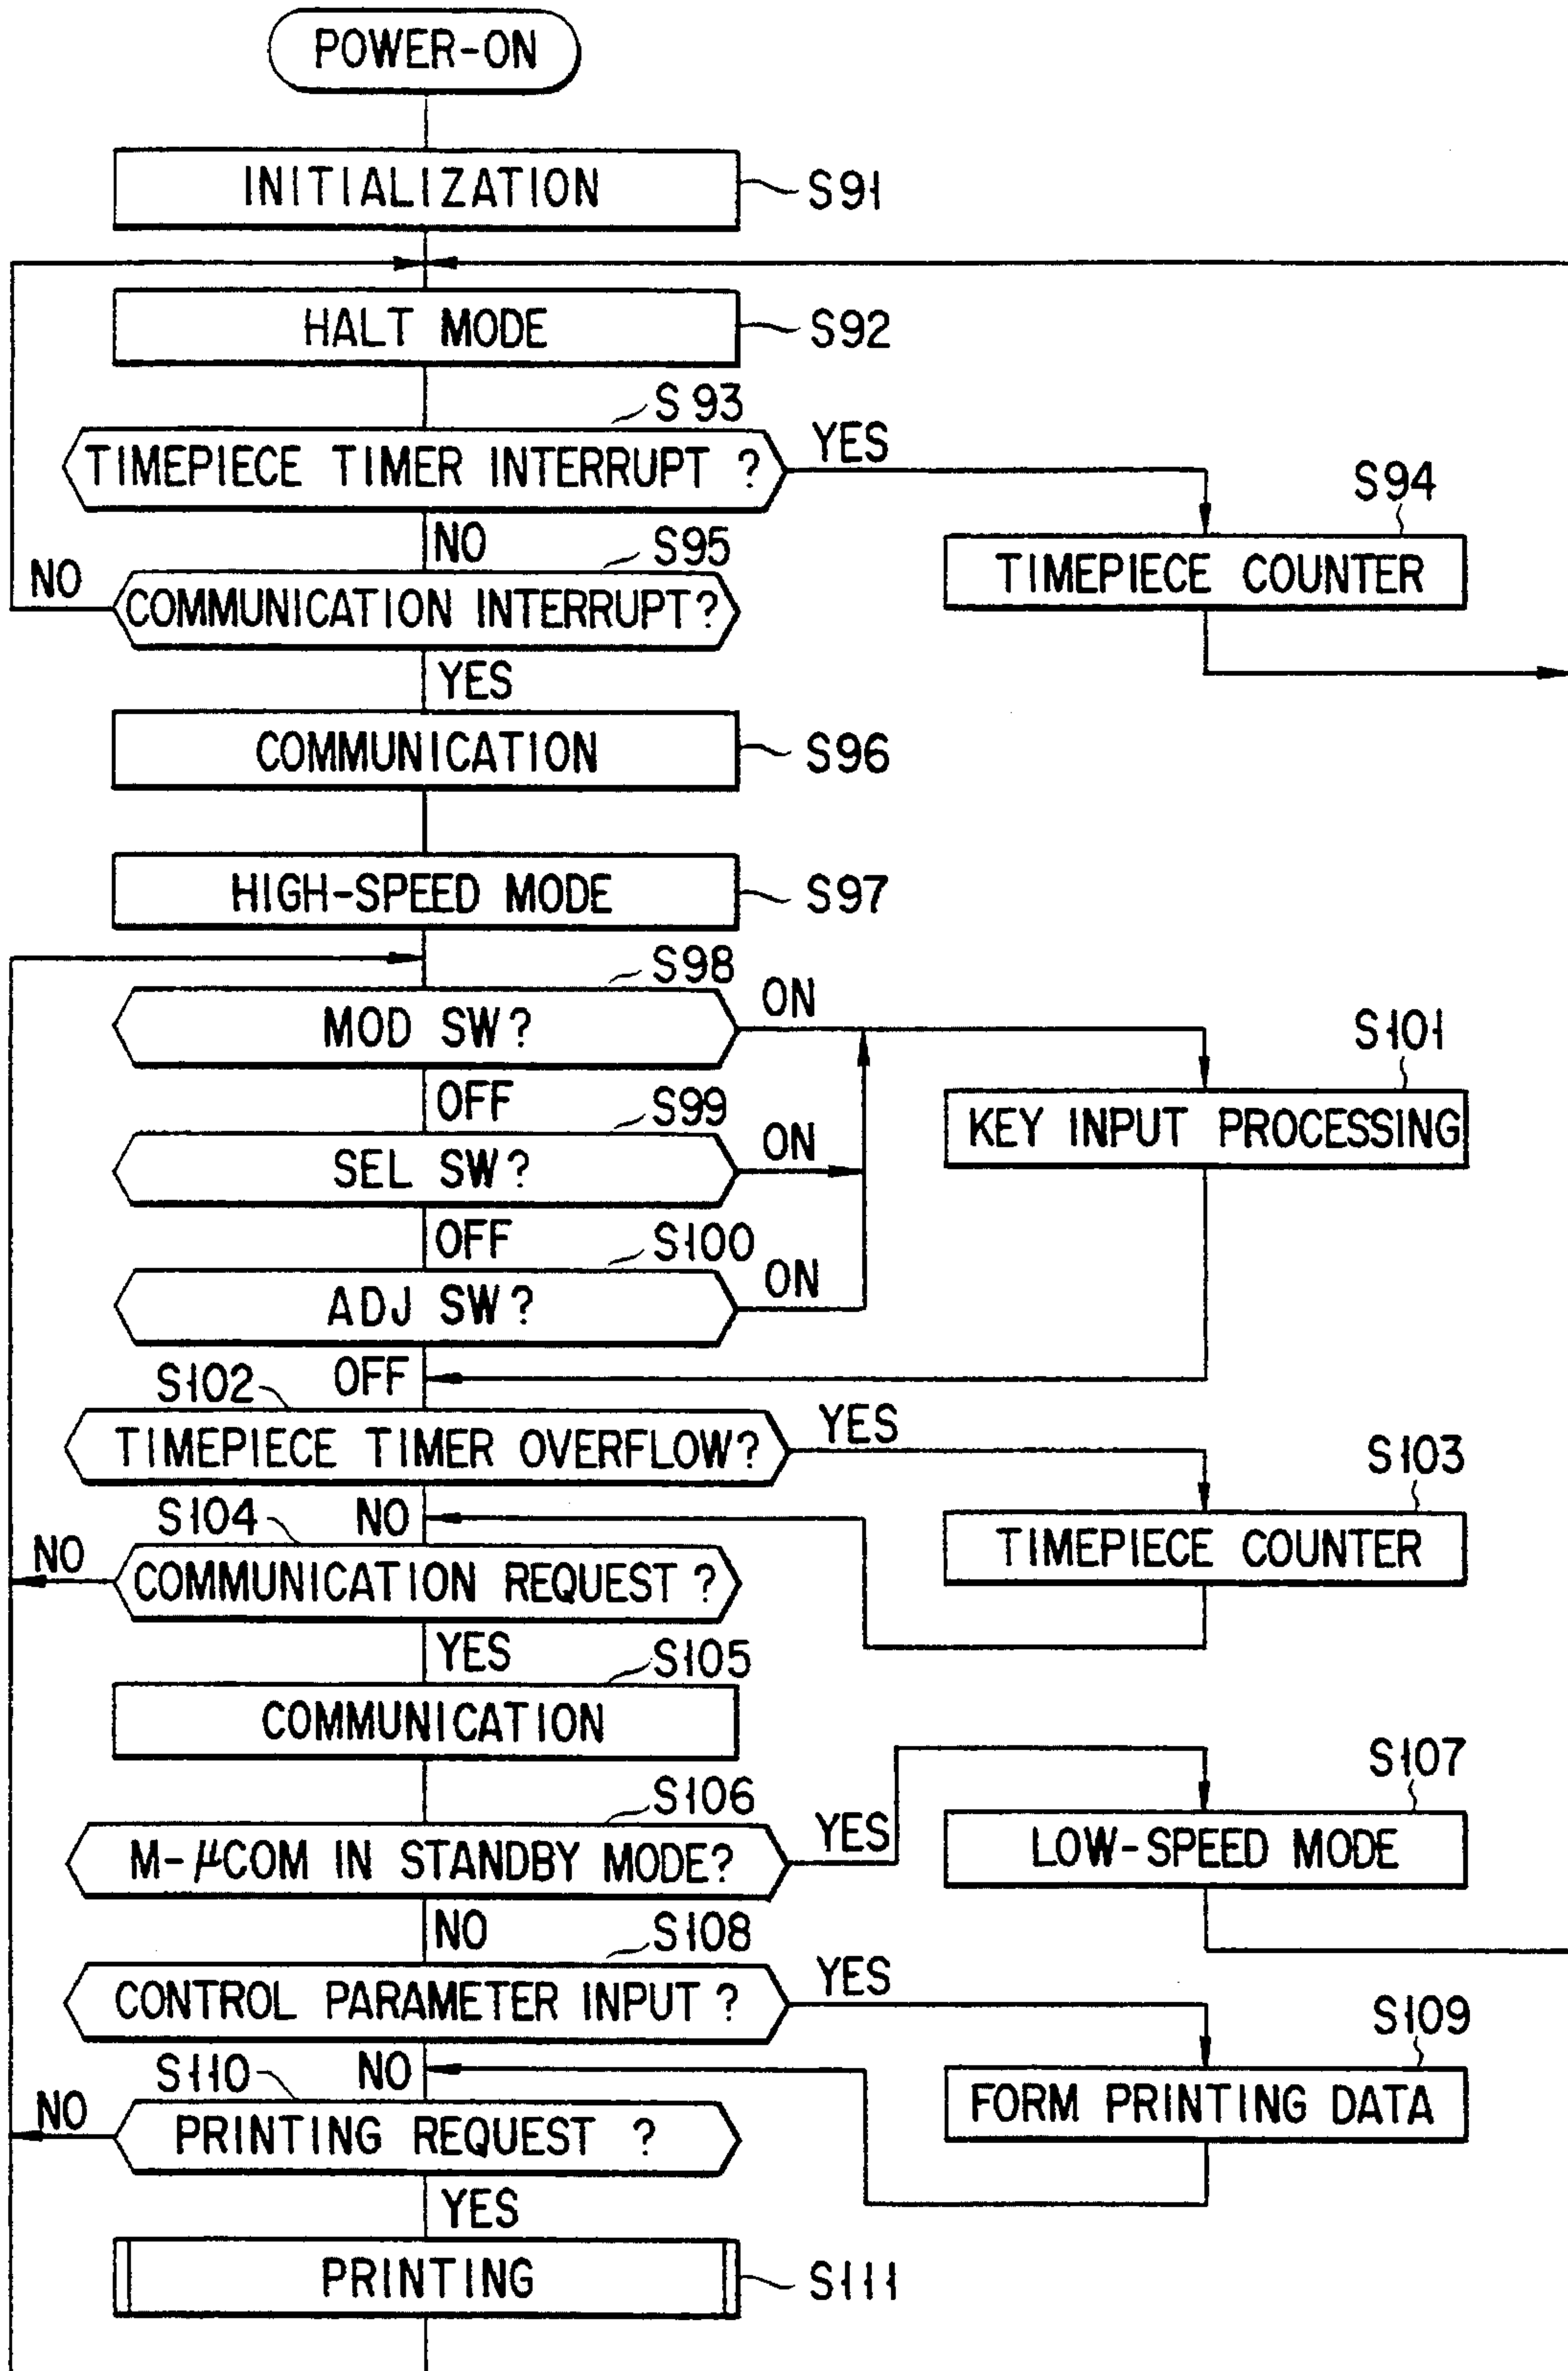 POWER-ON
INITIALIZATION
S91
HALT MODE
S92
S93
TIMEPIECE TIMER INTERRUPT ?
YES
S94
TIMEPIECE COUNTER
NO
S95
NO
COMMUNICATION INTERRUPT?
YES
COMMUNICATION
S96
HIGH-SPEED MODE
S97
S98
MOD SW?
ON
S101
KEY INPUT PROCESSING
OFF
S99
SEL SW?
ON
OFF
S100
ADJ SW?
ON
OFF
S102
TIMEPIECE TIMER OVERFLOW?
YES
S103
TIMEPIECE COUNTER
S104
NO
NO
COMMUNICATION REQUEST ?
YES
S105
COMMUNICATION
S106
M-μCOM IN STANDBY MODE?
YES
S107
LOW-SPEED MODE
NO
S108
CONTROL PARAMETER INPUT ?
YES
S109
FORM PRINTING DATA
S110
NO
NO
PRINTING REQUEST ?
YES
PRINTING
S111